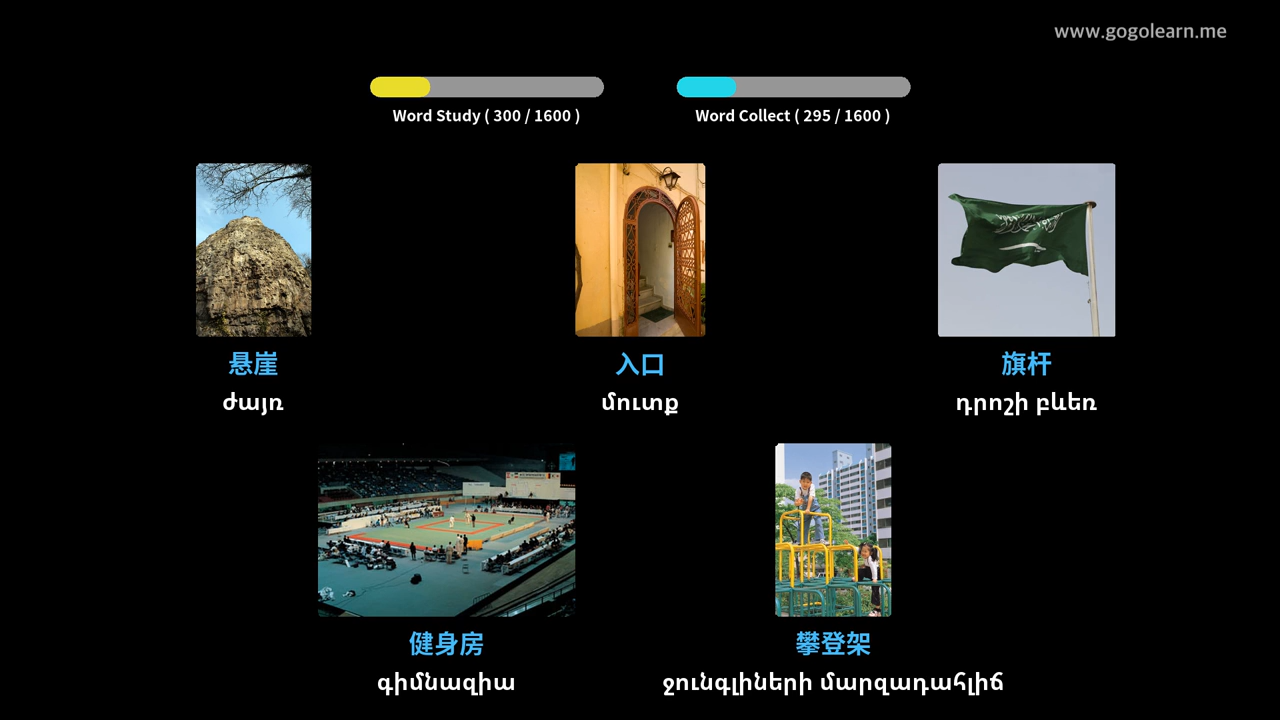 www.gogolearn.me
Word Study ( 300 / 1600 )
Word Collect ( 295 / 1600 )
悬崖
ժայռ
入口
մուտք
旗杆
դրոշի բևեռ
健身房
գիմնազիա
攀登架
ջունգլիների մարզադահլիճ